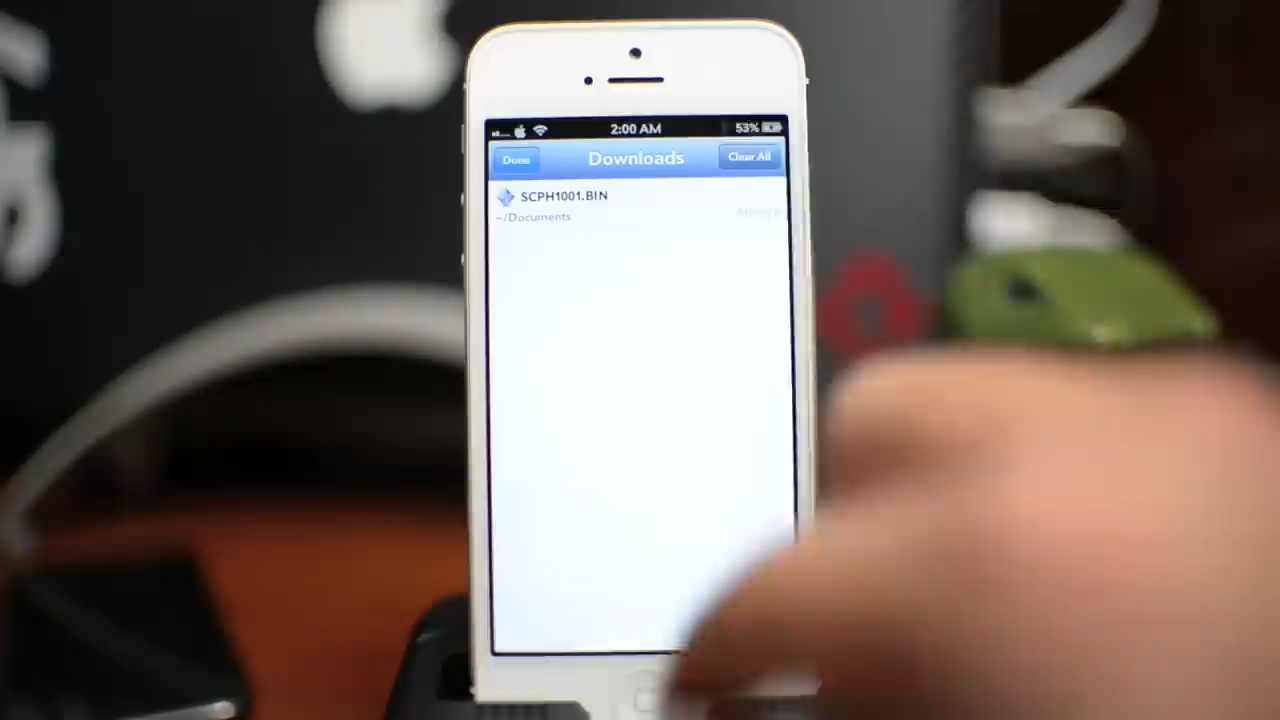 2:00 AM
53%
Done
Downloads
Clear All
SCPH1001.BIN
~/Documents